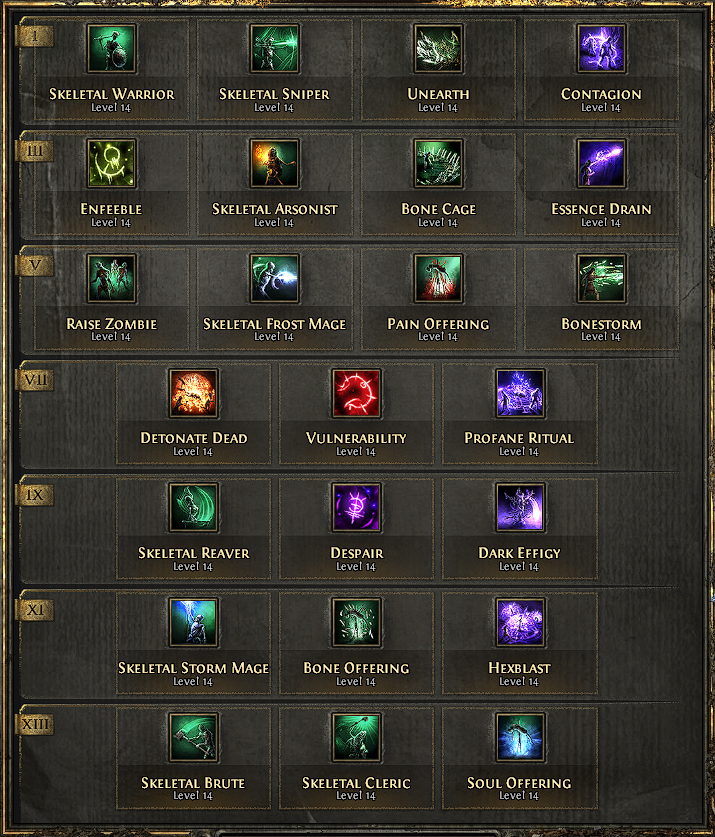 I
SKELETAL WARRIOR
Level 14
SKELETAL SNIPER
Level 14
UNEARTH
Level 14
CONTAGION
Level 14
III
ENFEEBLE
Level 14
SKELETAL ARSONIST
Level 14
BONE CAGE
Level 14
ESSENCE DRAIN
Level 14
V
RAISE ZOMBIE
Level 14
SKELETAL FROST MAGE
Level 14
PAIN OFFERING
Level 14
BONESTORM
Level 14
VII
DETONATE DEAD
Level 14
VULNERABILITY
Level 14
PROFANE RITUAL
Level 14
IX
SKELETAL REAVER
Level 14
DESPAIR
Level 14
DARK EFFIGY
Level 14
XI
SKELETAL STORM MAGE
Level 14
BONE OFFERING
Level 14
HEXBLAST
Level 14
XIII
SKELETAL BRUTE
Level 14
SKELETAL CLERIC
Level 14
SOUL OFFERING
Level 14